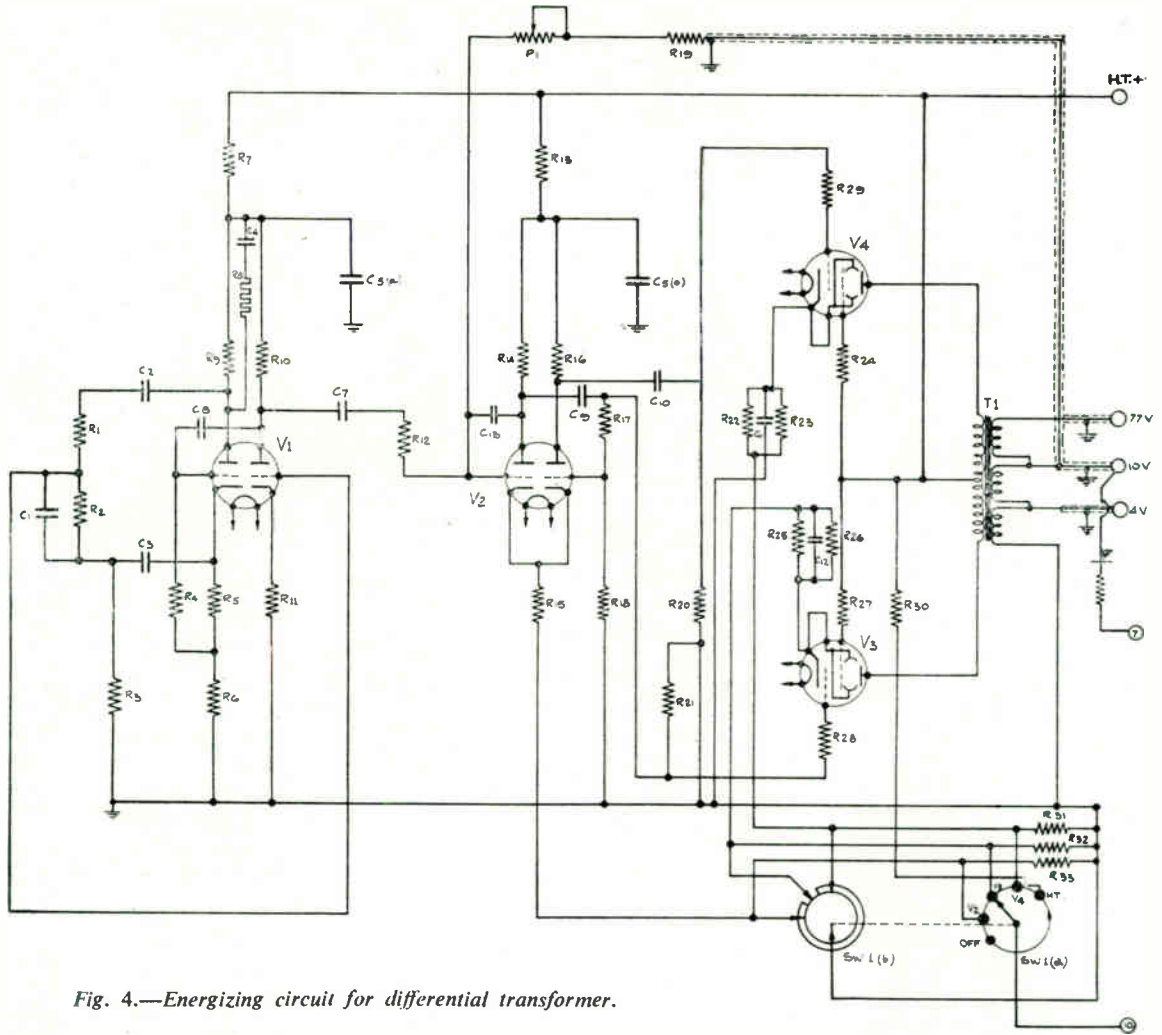 P1
R19
H.T.+
R7
R13
R29
V4
C5(a)
R9
R10
R14
R16
R24
C2
C7
C10
C9
R17
R22
R23
T1
77V
R1
C8
R12
C13
V1
10V
V2
4V
C1
R2
R25
C12
R26
C3
R4
R5
R11
R15
R18
R20
R27
R30
7
V3
R3
R6
R21
R28
R31
R32
R33
V3
V4
HT.
V2
OFF
SW1(b)
SW1(a)
Fig. 4.—Energizing circuit for differential transformer.